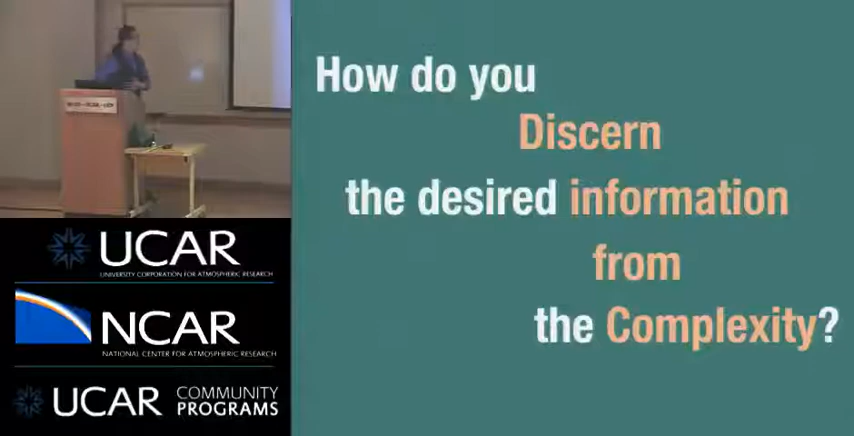 How do you
Discern
the desired information
from
the Complexity?
UCAR
UNIVERSITY CORPORATION FOR ATMOSPHERIC RESEARCH
NCAR
NATIONAL CENTER FOR ATMOSPHERIC RESEARCH
UCAR COMMUNITY
PROGRAMS